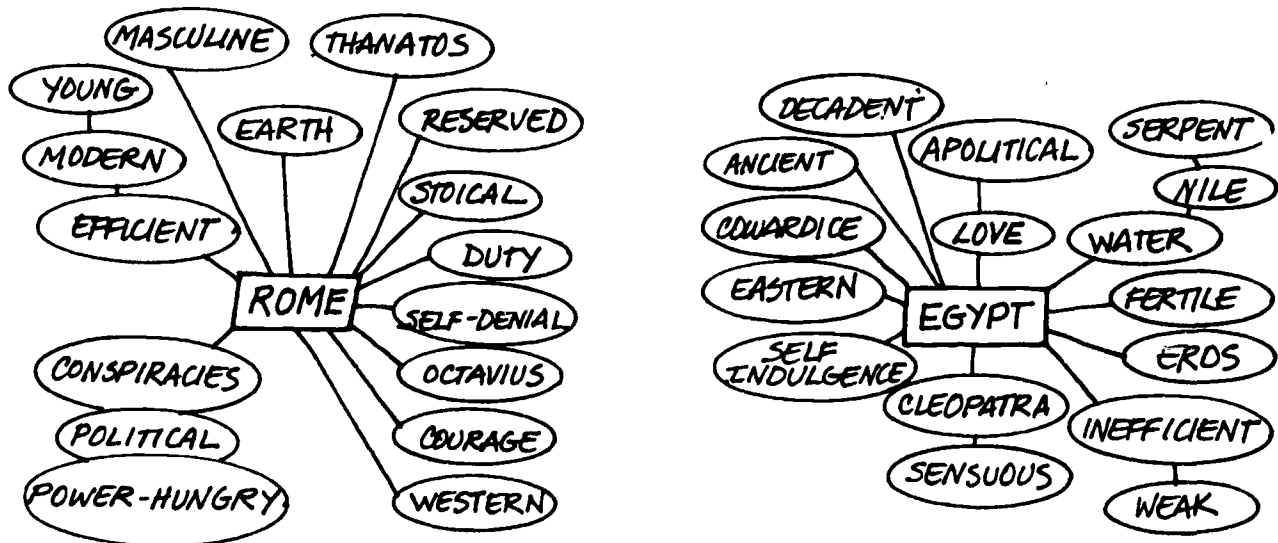 MASCULINE
THANATOS
YOUNG
EARTH
RESERVED
MODERN
STOICAL
EFFICIENT
DUTY
ROME
SELF-DENIAL
CONSPIRACIES
OCTAVIUS
POLITICAL
COURAGE
POWER-HUNGRY
WESTERN
DECADENT
SERPENT
ANCIENT
APOLITICAL
NILE
COWARDICE
LOVE
WATER
EASTERN
FERTILE
EGYPT
SELF
INDULGENCE
EROS
CLEOPATRA
INEFFICIENT
SENSUOUS
WEAK